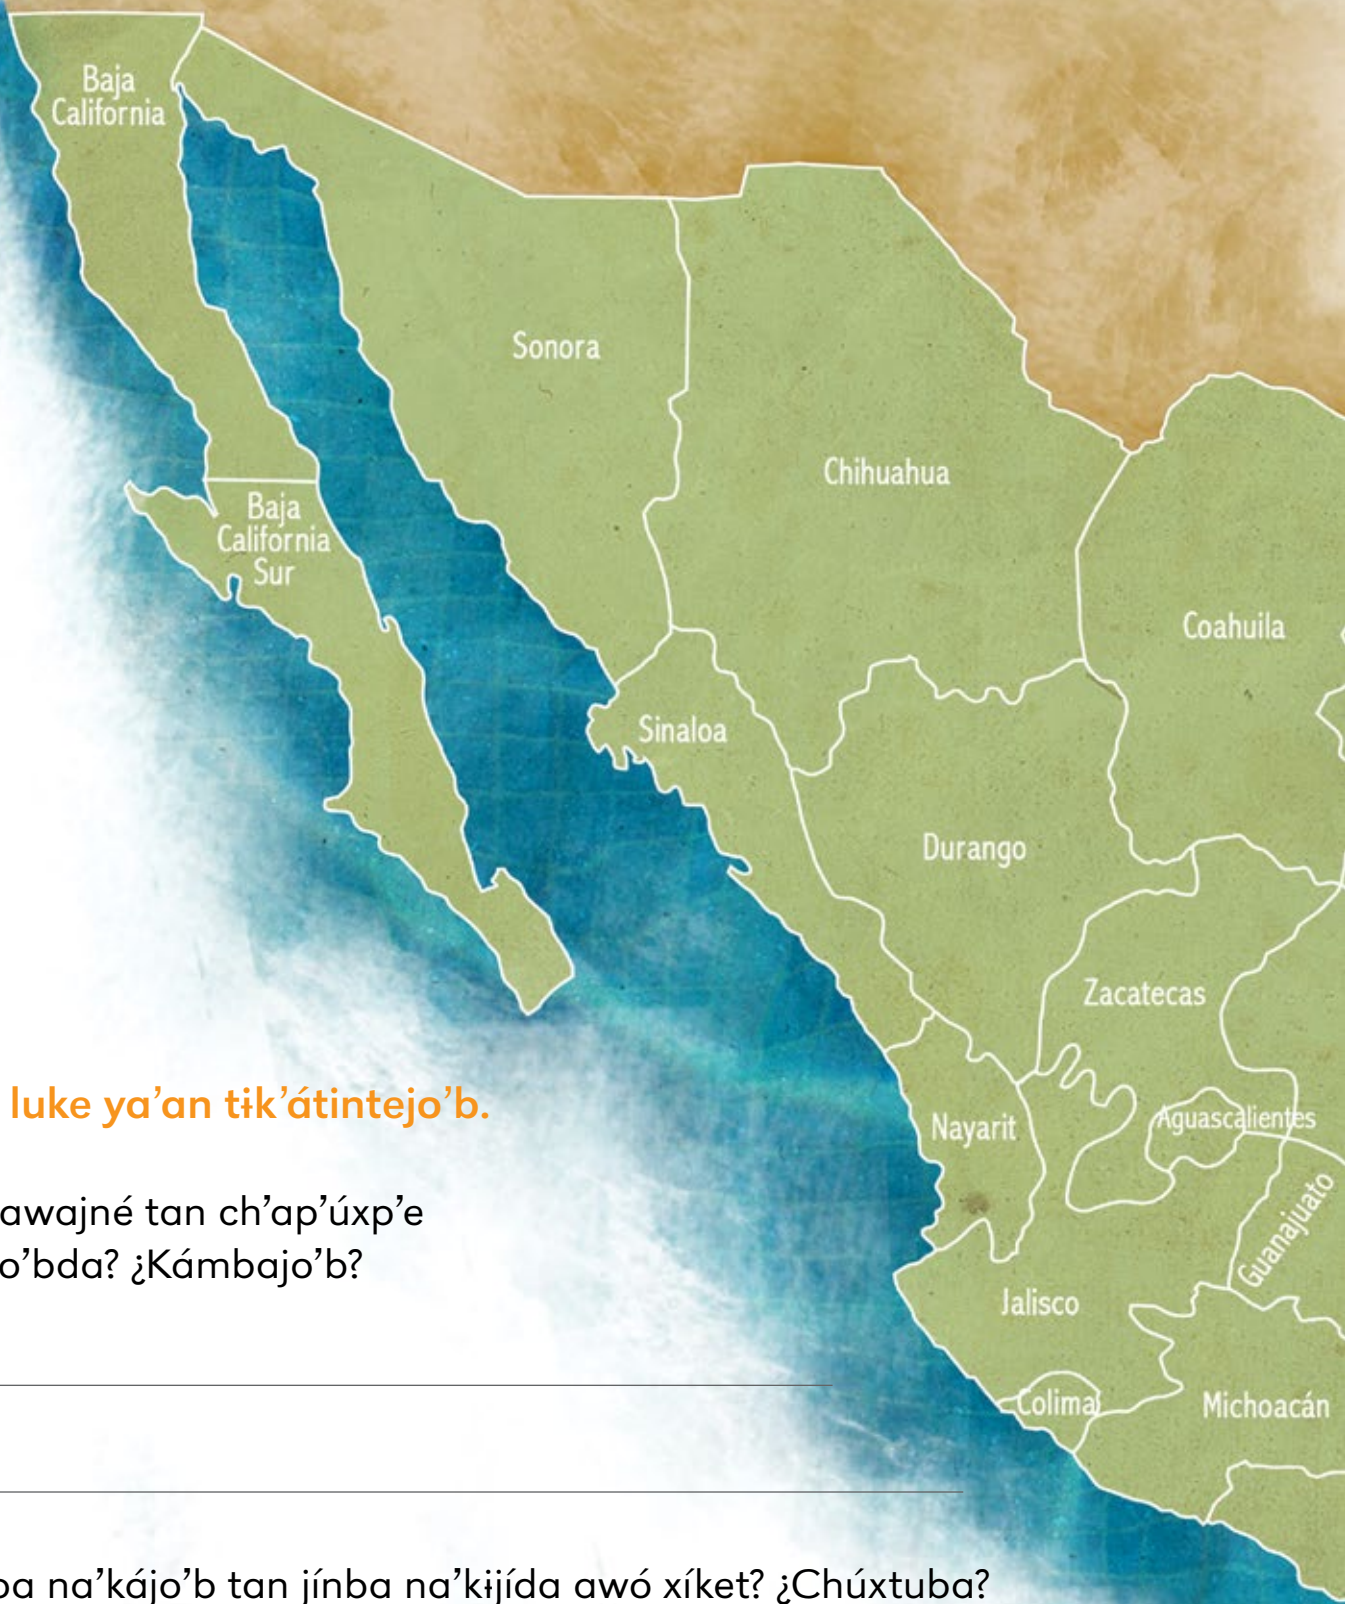 Baja
California
Sonora
Chihuahua
Baja
California
Sur
Coahuila
Sinaloa
Durango
Zacatecas
luke ya’an tɨk’átintejo’b.
Nayarit
Aguascalientes
awajné tan ch’ap’úxp’e
o’bda? ¿Kámbajo’b?
Guanajuato
Jalisco
Colima
Michoacán
na’kájo’b tan jínba na’kɨjída awó xíket? ¿Chúxtuba?